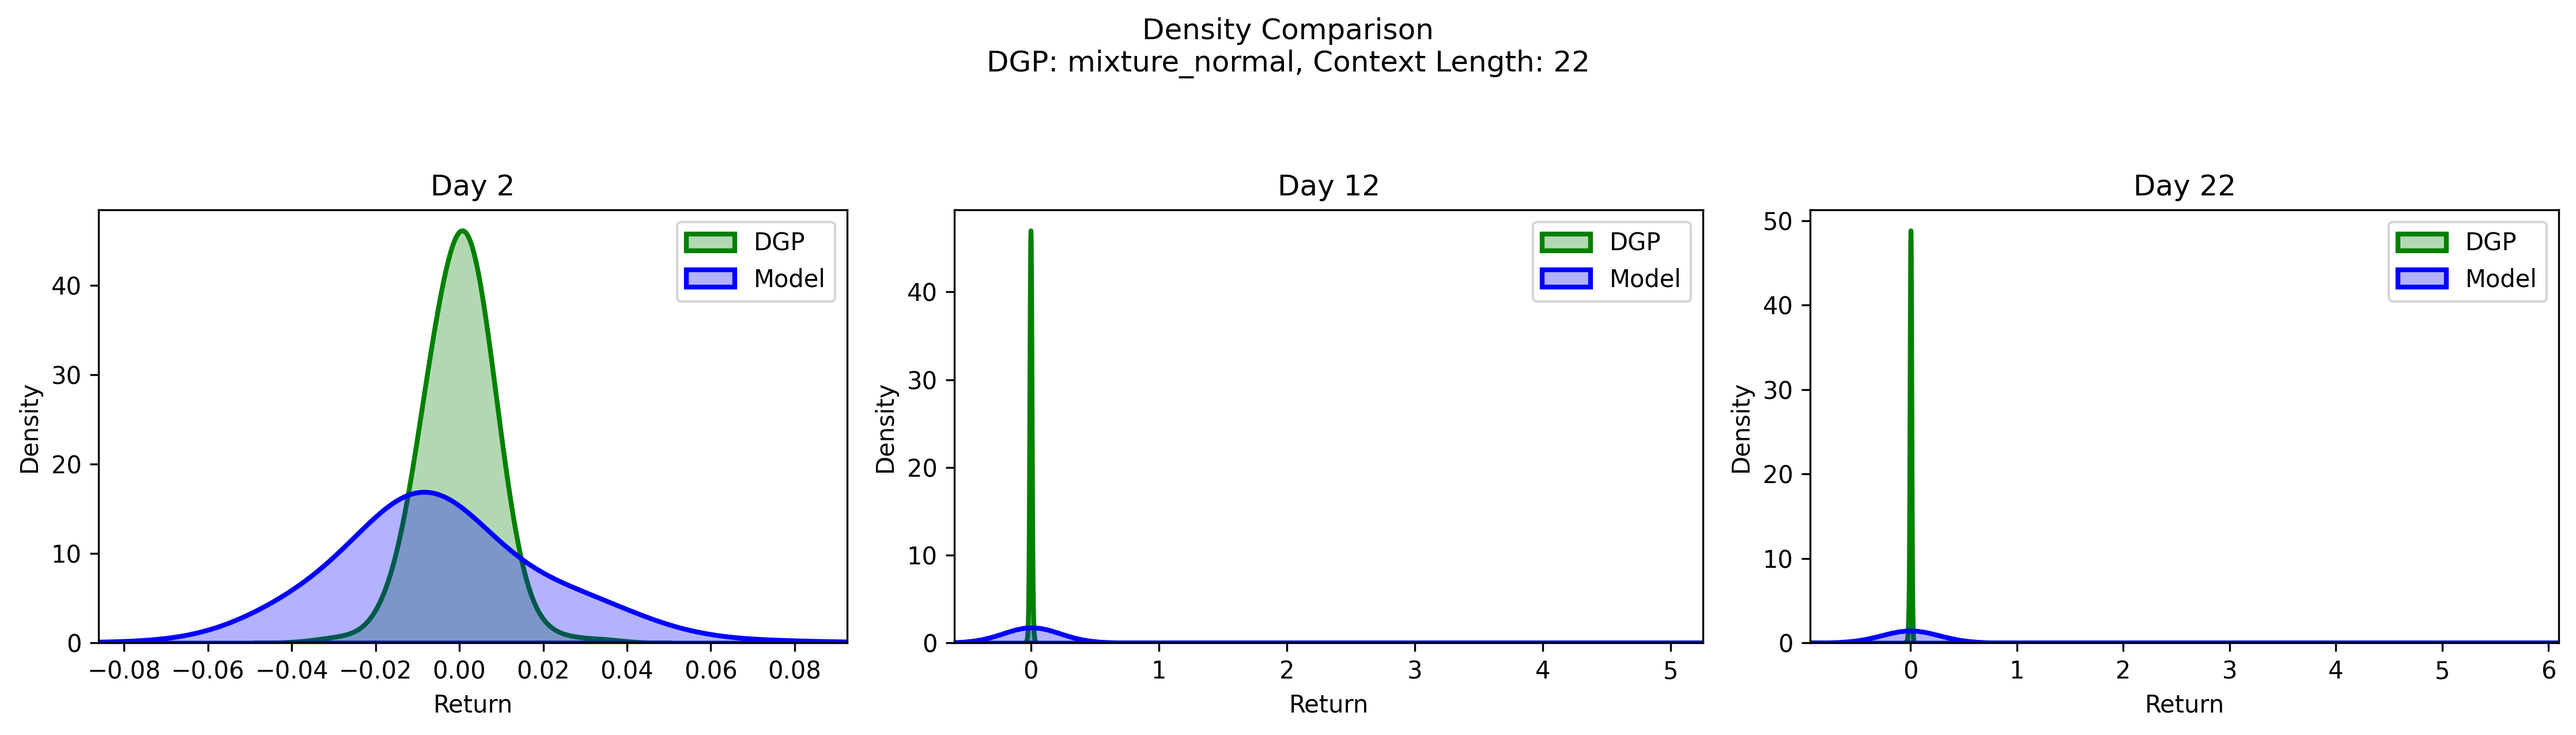 Density Comparison
DGP: mixture_normal, Context Length: 22
Day 2
DGP
Model
Density
0
10
20
30
40
−0.08 −0.06 −0.04 −0.02 0.00 0.02 0.04 0.06 0.08
Return
Day 12
DGP
Model
Density
0
10
20
30
40
0 1 2 3 4 5
Return
Day 22
DGP
Model
Density
0
10
20
30
40
50
0 1 2 3 4 5 6
Return